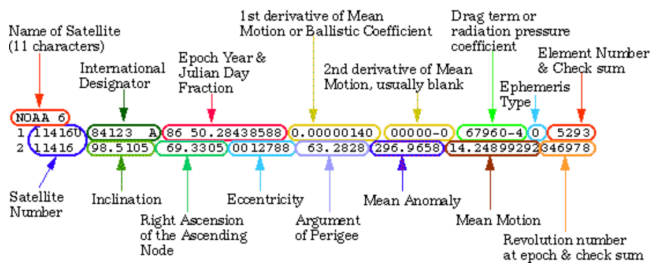 Name of Satellite
(11 characters)
International
Designator
Epoch Year &
Julian Day
Fraction
1st derivative of Mean
Motion or Ballistic Coefficient
2nd derivative of Mean
Motion, usually blank
Drag term or
radiation pressure
coefficient
Ephemeris
Type
Element Number
& Check sum
NOAA 6
1 11416U 84123 A 86 50.28438588 0.00000140 00000-0 67960-4 0 5293
2 11416 98.5105 69.3305 0012788 63.2828 296.9658 14.24899292 346978
Satellite
Number
Inclination
Right Ascension
of the Ascending
Node
Eccentricity
Argument
of Perigee
Mean Anomaly
Mean Motion
Revolution number
at epoch & check sum